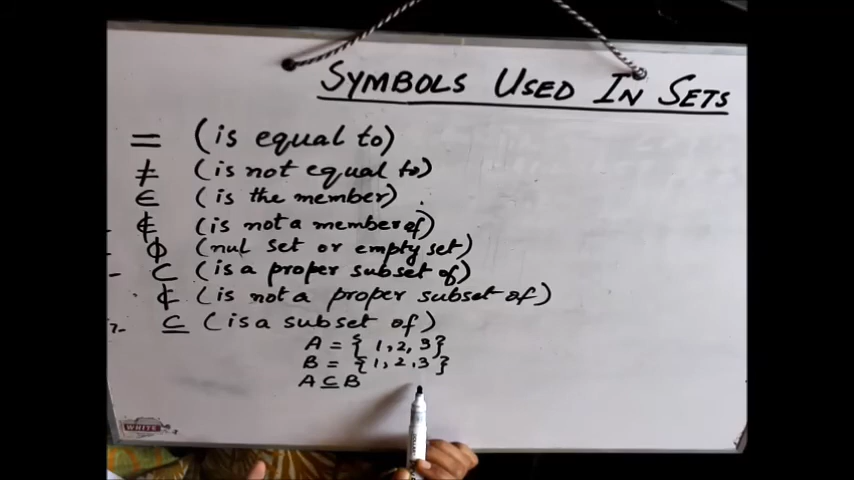 SYMBOLS USED IN SETS
= (is equal to)
≠ (is not equal to)
∈ (is the member)
∉ (is not a member of)
ϕ (nul set or empty set)
⊂ (is a proper subset of)
⊄ (is not a proper subset of)
7- ⊆ (is a subset of)
A = { 1, 2, 3}
B = {1, 2, 3}
A ⊆ B
WHITE